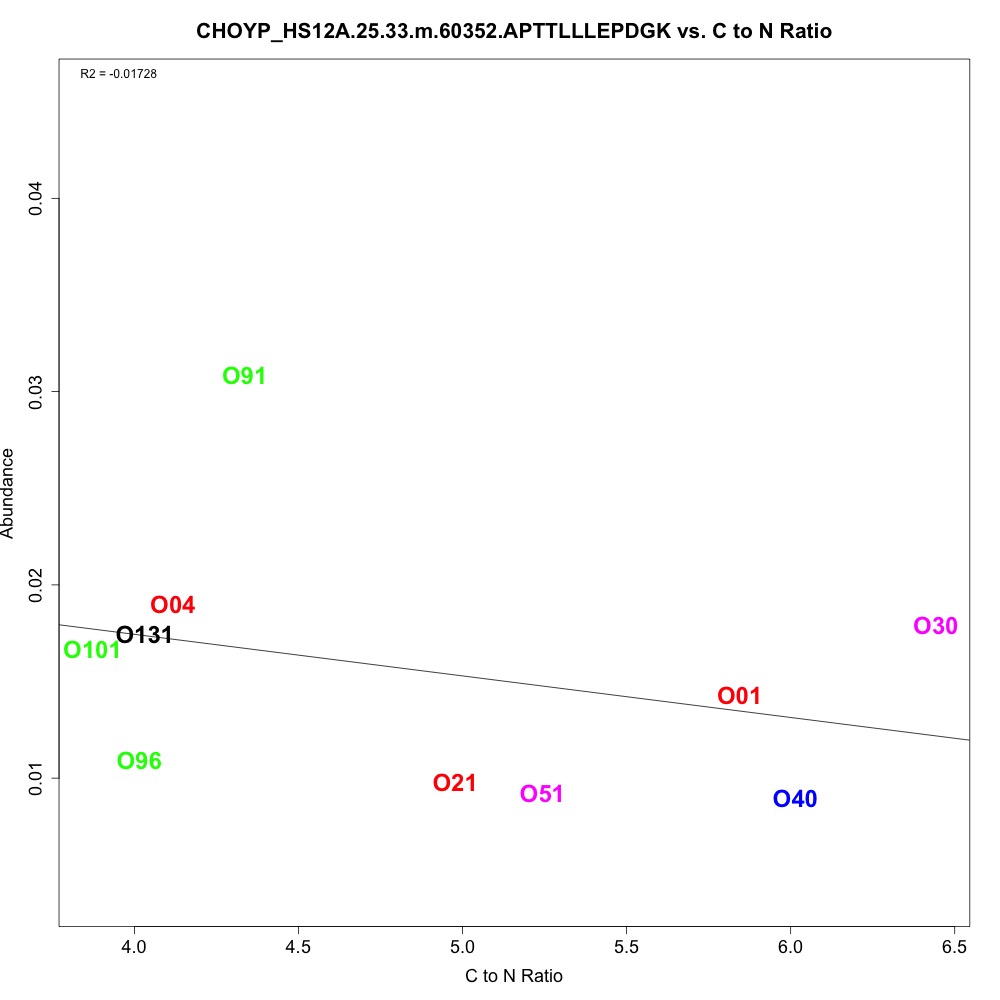 CHOYP_HS12A.25.33.m.60352.APTTLLLEPDGK vs. C to N Ratio
R2 = -0.01728
0.04
O91
0.03
Abundance
0.02
O04
O30
O131
O101
O01
O96
O21
O51
O40
0.01
4.0 4.5 5.0 5.5 6.0 6.5
C to N Ratio